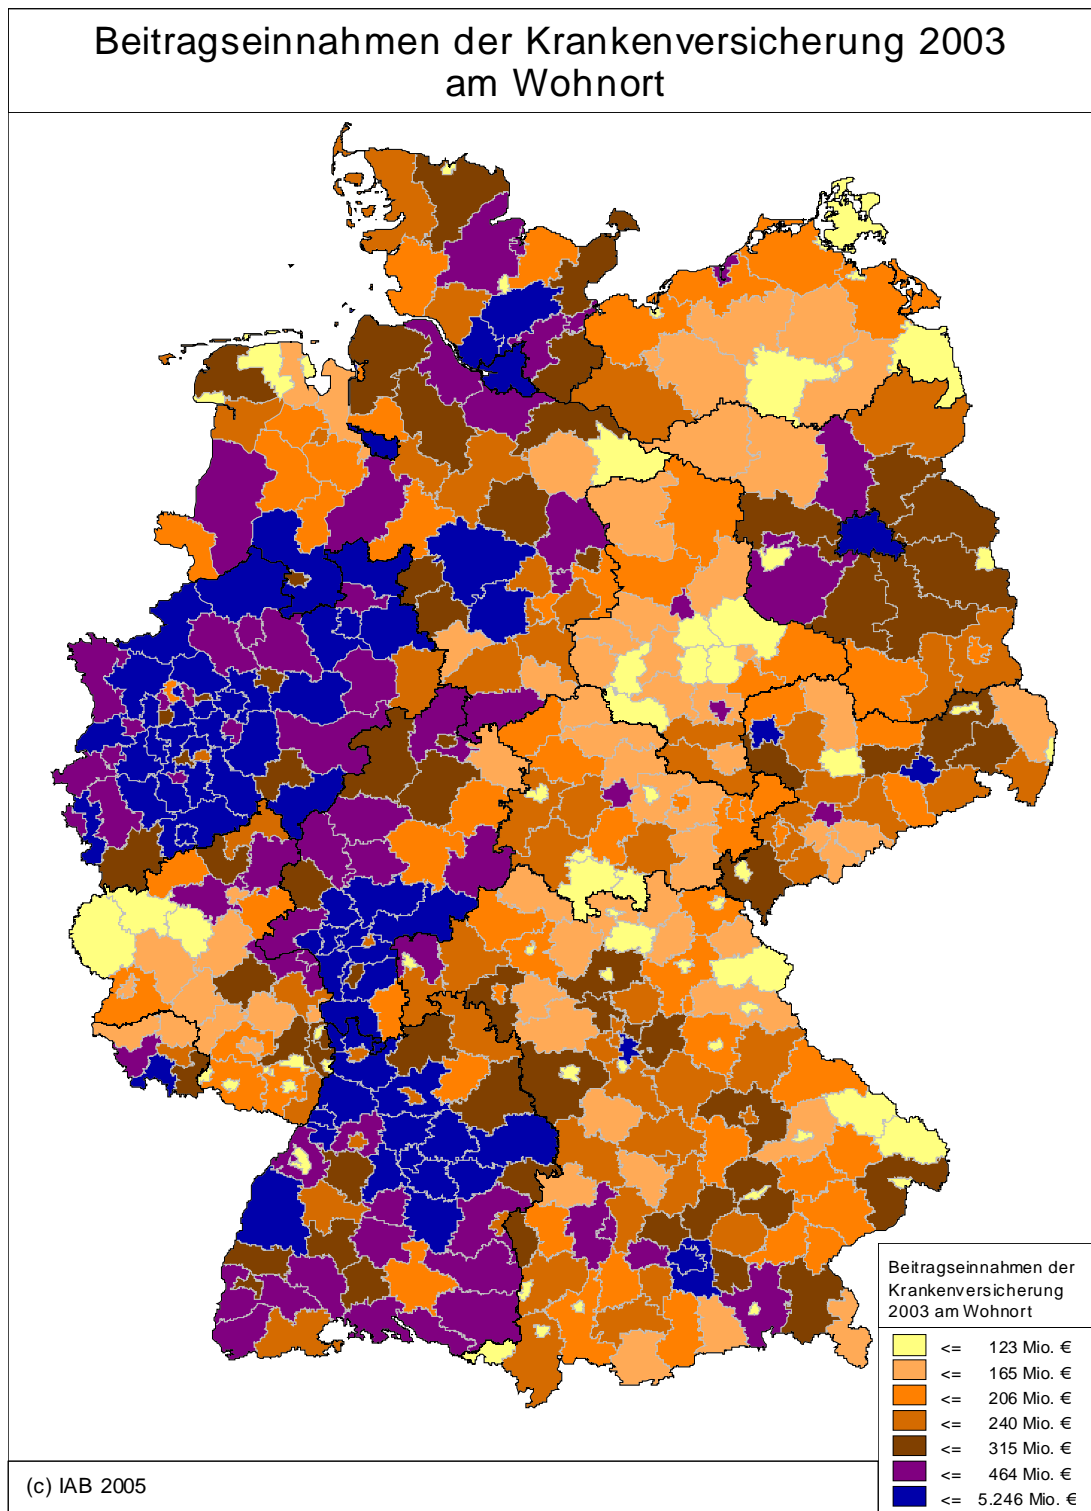 Beitragseinnahmen der Krankenversicherung 2003
am Wohnort
Beitragseinnahmen der
Krankenversicherung
2003 am Wohnort
<= 123 Mio. €
<= 165 Mio. €
<= 206 Mio. €
<= 240 Mio. €
<= 315 Mio. €
<= 464 Mio. €
<= 5.246 Mio. €
(c) IAB 2005